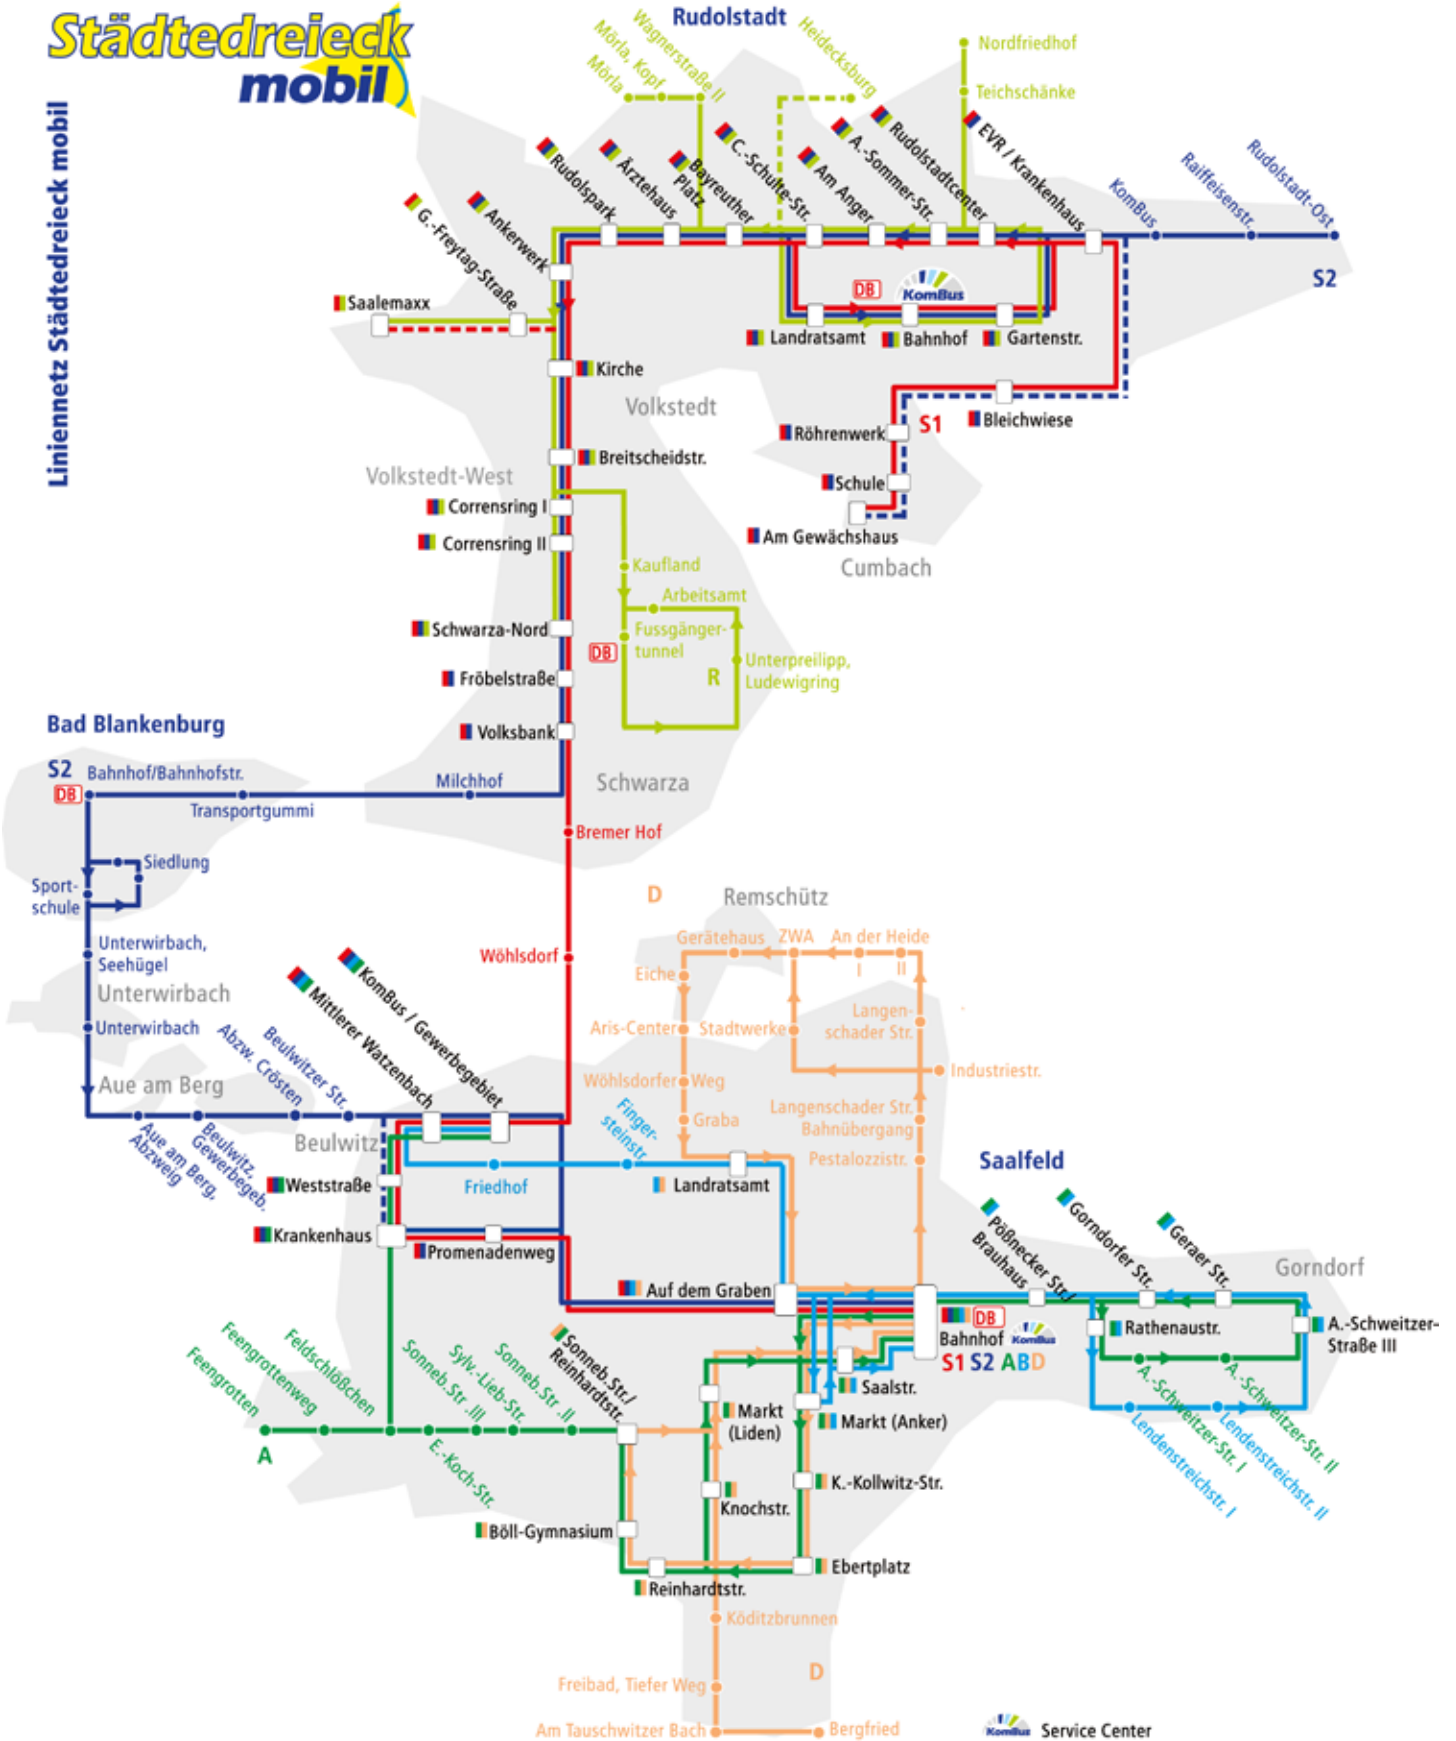 Städtedreieck
mobil
Liniennetz Städtedreieck mobil
Rudolstadt
Mörla
Mörla, Kopf
Wagnerstraße II
Heidecksburg
Nordfriedhof
Teichschänke
Rudolspark
Ärztehaus
Bayreuther
Platz
C.-Schulte-Str.
Am Anger
A.-Sommer-Str.
Rudolstadtcenter
EVR / Krankenhaus
KomBus
Raiffeisenstr.
Rudolstadt-Ost
S2
G.-Freytag-Straße
Ankerwerk
Saalemaxx
DB
KomBus
Landratsamt
Bahnhof
Gartenstr.
Kirche
Volkstedt
S1
Bleichwiese
Röhrenwerk
Schule
Am Gewächshaus
Cumbach
Breitscheidstr.
Volkstedt-West
Corrensring I
Corrensring II
Kaufland
Arbeitsamt
Schwarza-Nord
Fussgänger-
tunnel
DB
Unterpreilipp,
Ludewigring
R
Fröbelstraße
Volksbank
Bad Blankenburg
S2
Bahnhof/Bahnhofstr.
DB
Transportgummi
Milchhof
Schwarza
Bremer Hof
Siedlung
Sport-
schule
Unterwirbach,
Seehügel
Unterwirbach
Unterwirbach
Wöhlsdorf
D
Remschütz
Gerätehaus
ZWA
An der Heide
I
II
Eiche
Aris-Center
Stadtwerke
Langen-
schader Str.
Industriestr.
Wöhlsdorfer Weg
Graba
Langenschader Str.
Bahnübergang
Pestalozzistr.
Mittlerer Watzenbach
KomBus / Gewerbegebiet
Abzw. Crösten
Beulwitzer Str.
Aue am Berg
Aue am Berg,
Abzweig
Beulwitz,
Gewerbegeb.
Beulwitz
Finger-
steinstr.
Friedhof
Landratsamt
Weststraße
Krankenhaus
Promenadenweg
Saalfeld
Pößnecker Str./
Brauhaus
Gorndorfer Str.
Geraer Str.
Gorndorf
Auf dem Graben
DB
Bahnhof
KomBus
S1 S2 A B D
Rathenaustr.
A.-Schweitzer-
Straße III
A.-Schweitzer-Str. I
A.-Schweitzer-Str. II
Lendenstreichstr. I
Lendenstreichstr. II
Feengrotten
Feengrottenweg
Feldschlößchen
Sonneb.Str .III
Sylv.-Lieb-Str.
Sonneb.Str .II
Sonneb.Str./
Reinhardtstr.
A
E.-Koch-Str.
Saalstr.
Markt
(Liden)
Markt (Anker)
K.-Kollwitz-Str.
Knochstr.
Böll-Gymnasium
Ebertplatz
Reinhardtstr.
Köditzbrunnen
D
Freibad, Tiefer Weg
Am Tauschwitzer Bach
Bergfried
KomBus
Service Center